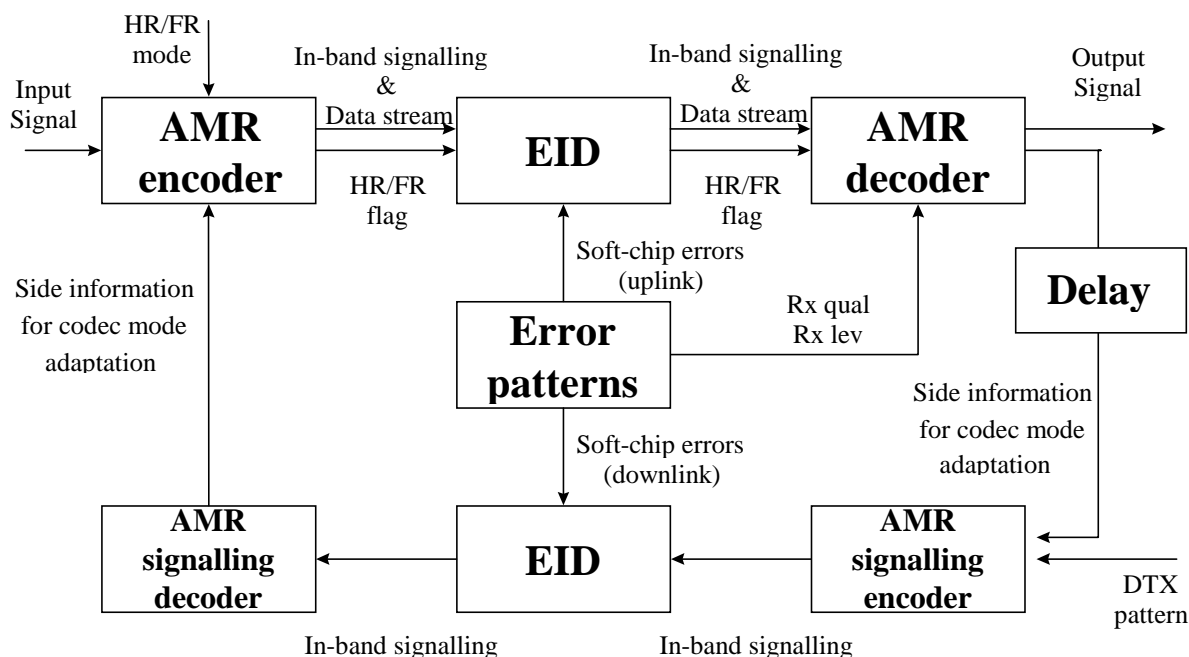 HR/FR
mode
Input
Signal
AMR
encoder
In-band signalling
&
Data stream
HR/FR
flag
EID
In-band signalling
&
Data stream
HR/FR
flag
AMR
decoder
Output
Signal
Soft-chip errors
(uplink)
Side information
for codec mode
adaptation
Error
patterns
Rx qual
Rx lev
Delay
Side information
for codec mode
adaptation
Soft-chip errors
(downlink)
AMR
signalling
decoder
EID
AMR
signalling
encoder
DTX
pattern
In-band signalling
In-band signalling